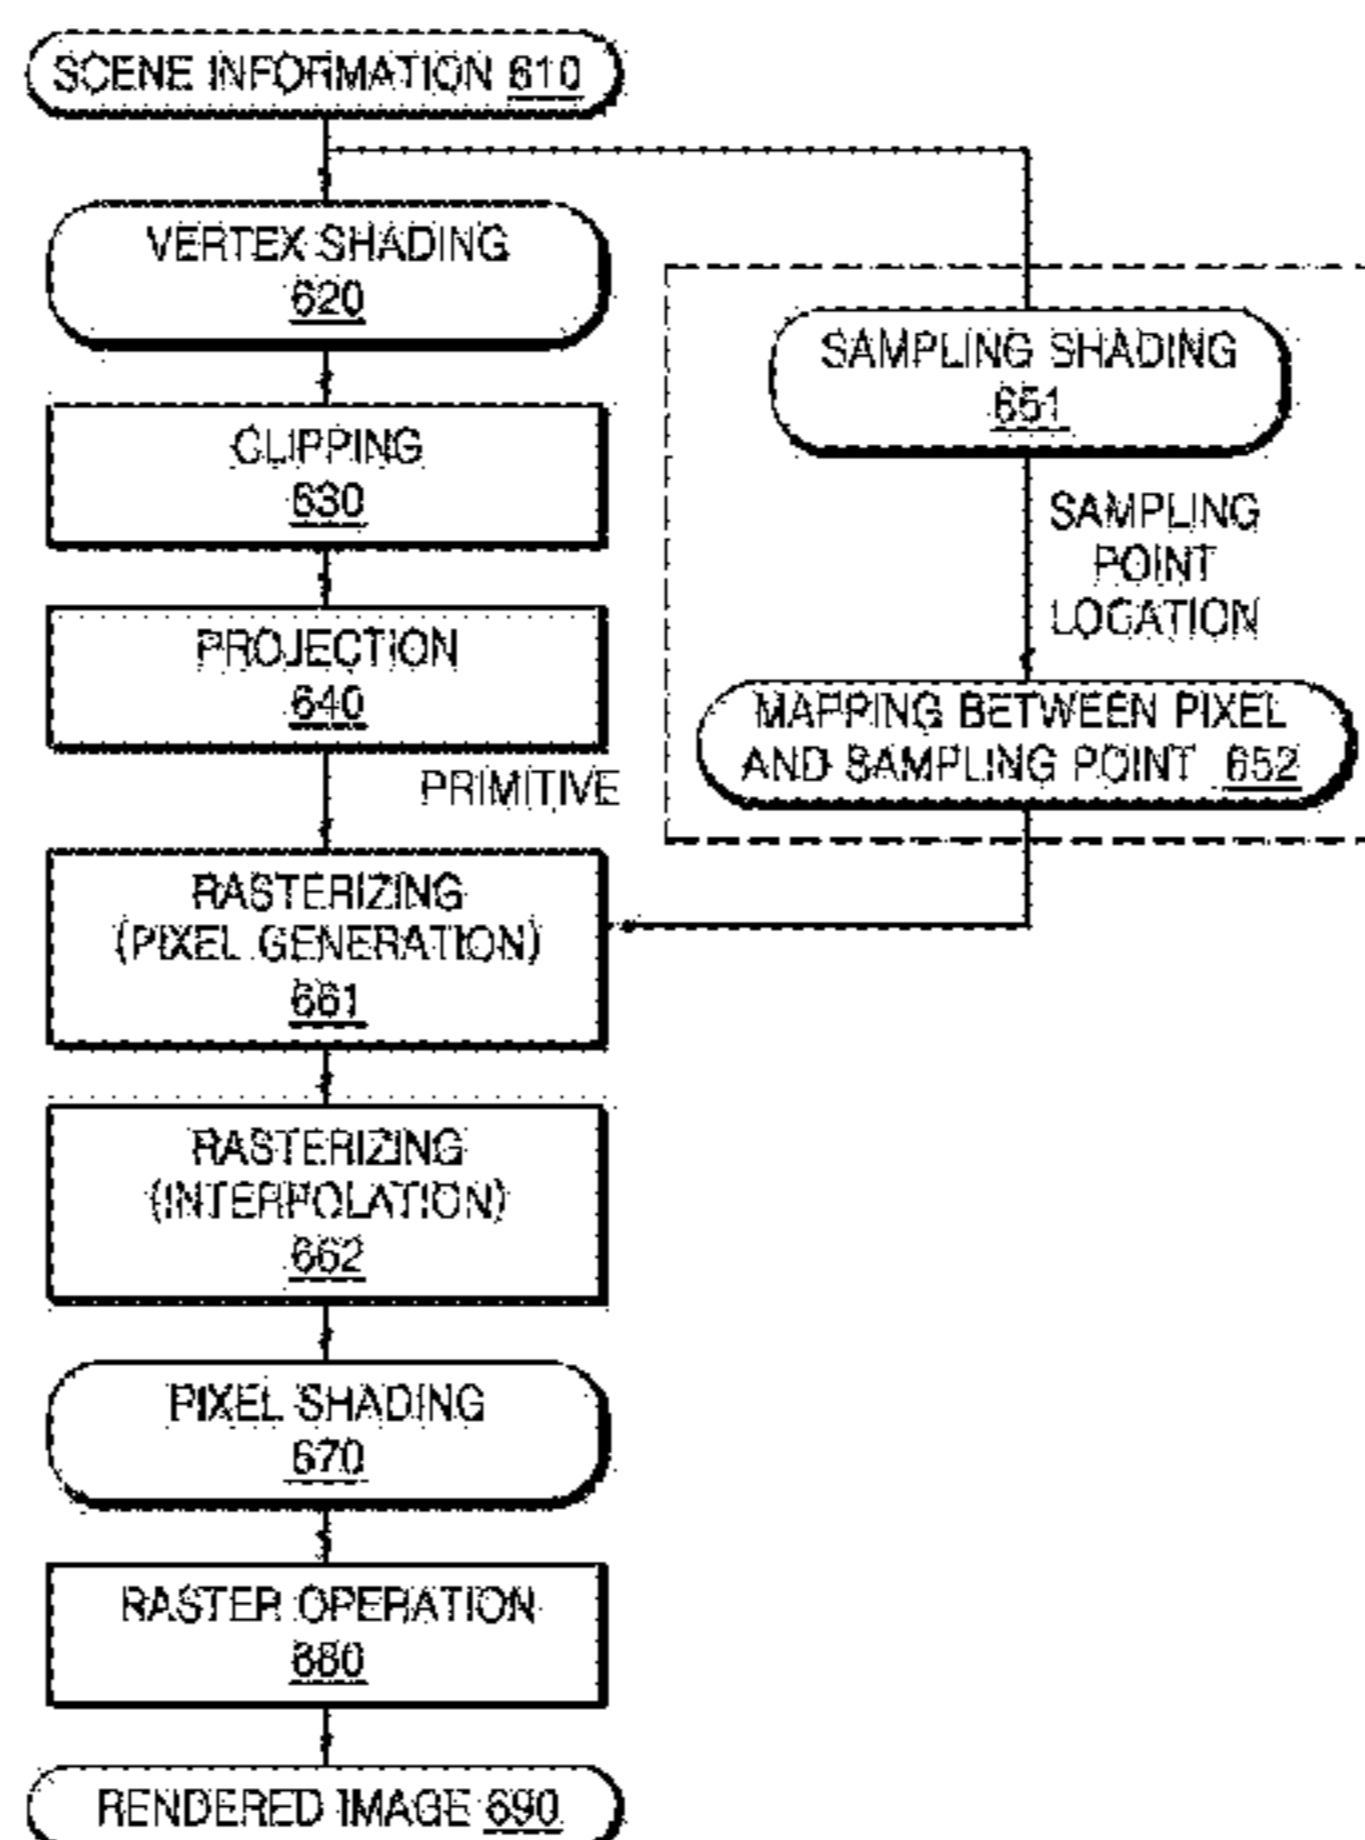 SCENE INFORMATION 610
VERTEX SHADING
620
CLIPPING
630
PROJECTION
640
PRIMITIVE
SAMPLING SHADING
651
SAMPLING
POINT
LOCATION
MAPPING BETWEEN PIXEL
AND SAMPLING POINT 652
RASTERIZING
(PIXEL GENERATION)
661
RASTERIZING
(INTERPOLATION)
662
PIXEL SHADING
670
RASTER OPERATION
680
RENDERED IMAGE 690